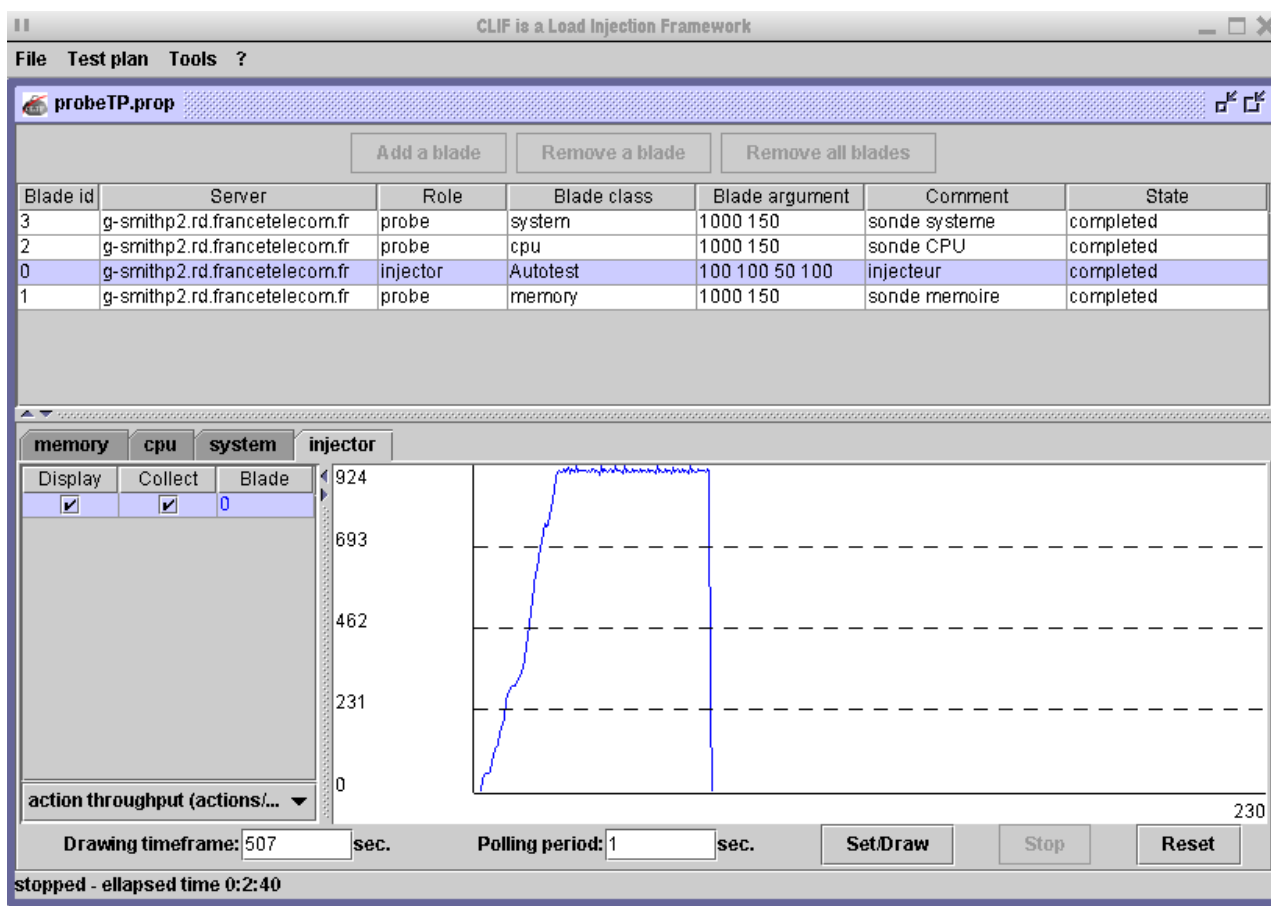 CLIF is a Load Injection Framework
File Test plan Tools ?
probeTP.prop
Add a blade Remove a blade Remove all blades
Blade id Server Role Blade class Blade argument Comment State
3 g-smithp2.rd.francetelecom.fr probe system 1000 150 sonde systeme completed
2 g-smithp2.rd.francetelecom.fr probe cpu 1000 150 sonde CPU completed
0 g-smithp2.rd.francetelecom.fr injector Autotest 100 100 50 100 injecteur completed
1 g-smithp2.rd.francetelecom.fr probe memory 1000 150 sonde memoire completed
memory cpu system injector
Display Collect Blade
0
924
693
462
231
0
230
action throughput (actions/...
Drawing timeframe: 507 sec. Polling period: 1 sec. Set/Draw Stop Reset
stopped - ellapsed time 0:2:40